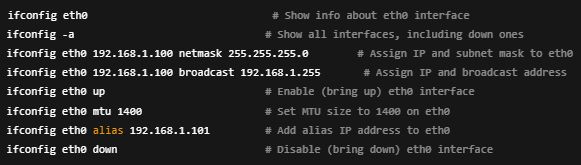 ifconfig eth0 # Show info about eth0 interface
ifconfig -a # Show all interfaces, including down ones
ifconfig eth0 192.168.1.100 netmask 255.255.255.0 # Assign IP and subnet mask to eth0
ifconfig eth0 192.168.1.100 broadcast 192.168.1.255 # Assign IP and broadcast address
ifconfig eth0 up # Enable (bring up) eth0 interface
ifconfig eth0 mtu 1400 # Set MTU size to 1400 on eth0
ifconfig eth0 alias 192.168.1.101 # Add alias IP address to eth0
ifconfig eth0 down # Disable (bring down) eth0 interface